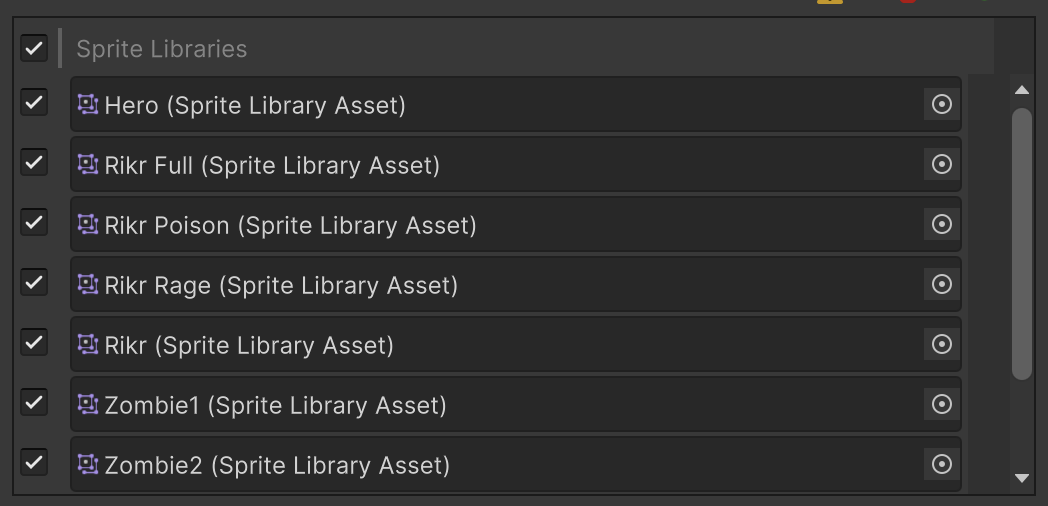 Sprite Libraries
Hero (Sprite Library Asset)
Rikr Full (Sprite Library Asset)
Rikr Poison (Sprite Library Asset)
Rikr Rage (Sprite Library Asset)
Rikr (Sprite Library Asset)
Zombie1 (Sprite Library Asset)
Zombie2 (Sprite Library Asset)